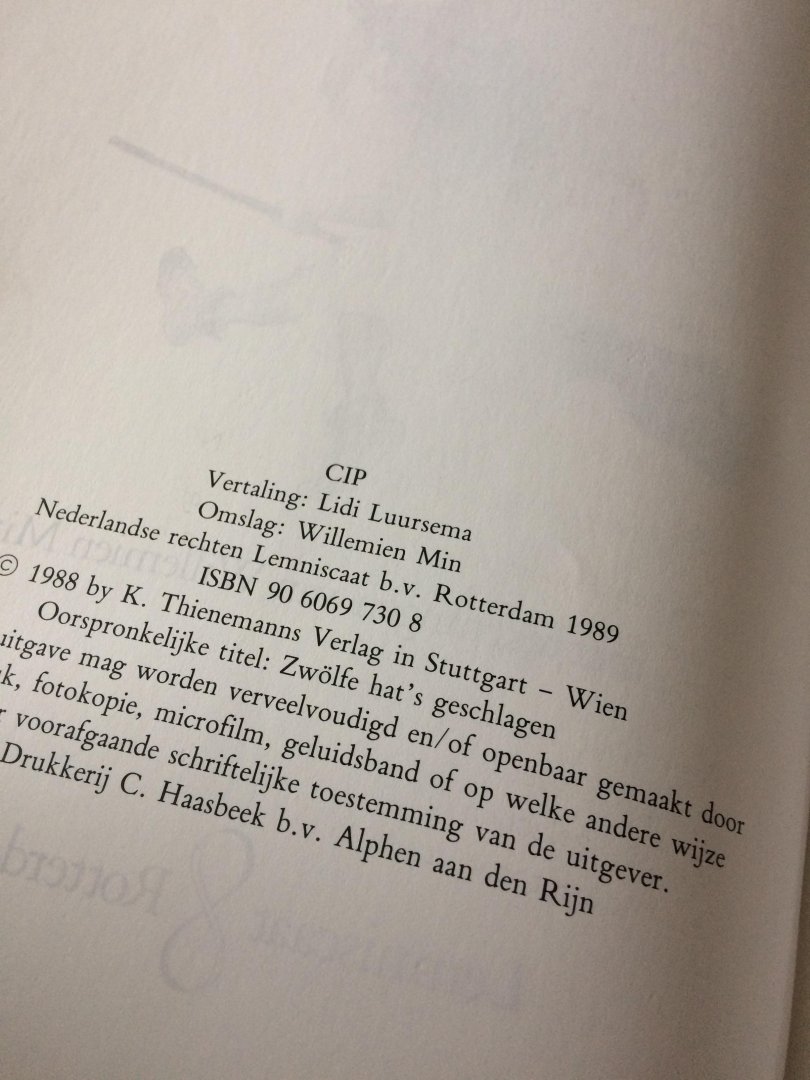 CIP
Vertaling: Lidi Luursema
Omslag: Willemien Min
Nederlandse rechten Lemniscaat b.v. Rotterdam 1989
ISBN 90 6069 730 8
© 1988 by K. Thienemanns Verlag in Stuttgart – Wien
Oorspronkelijke titel: Zwölfe hat's geschlagen
uitgave mag worden verveelvoudigd en/of openbaar gemaakt door
fotokopie, microfilm, geluidsband of op welke andere wijze
voorafgaande schriftelijke toestemming van de uitgever.
Drukkerij C. Haasbeek b.v. Alphen aan den Rijn